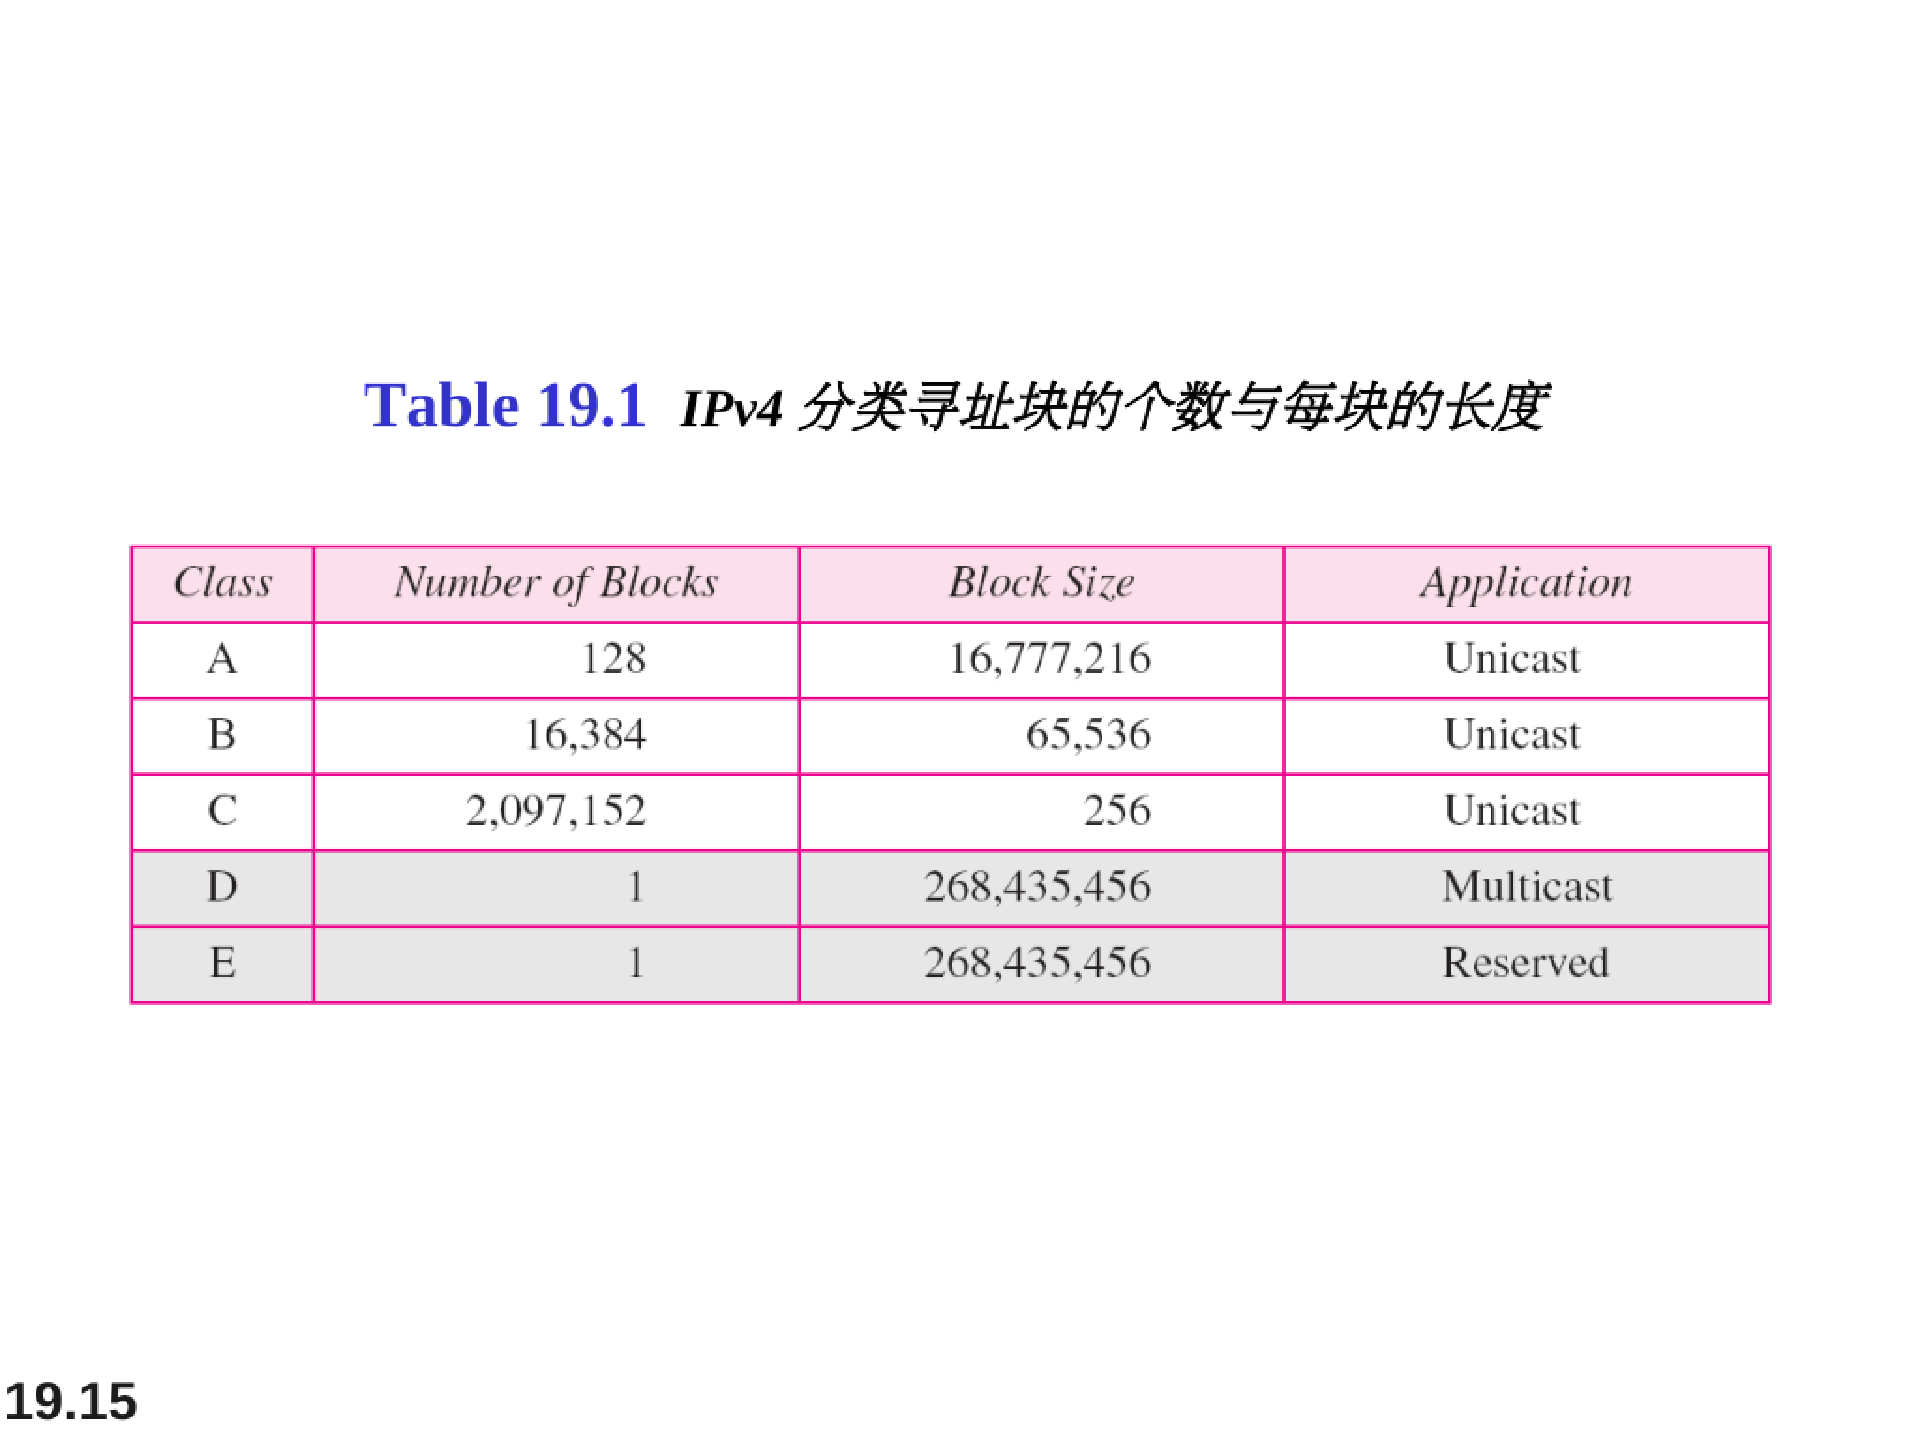 Table 19.1 IPv4 分类寻址块的个数与每块的长度
Class Number of Blocks Block Size Application
A 128 16,777,216 Unicast
B 16,384 65,536 Unicast
C 2,097,152 256 Unicast
D 1 268,435,456 Multicast
E 1 268,435,456 Reserved
19.15